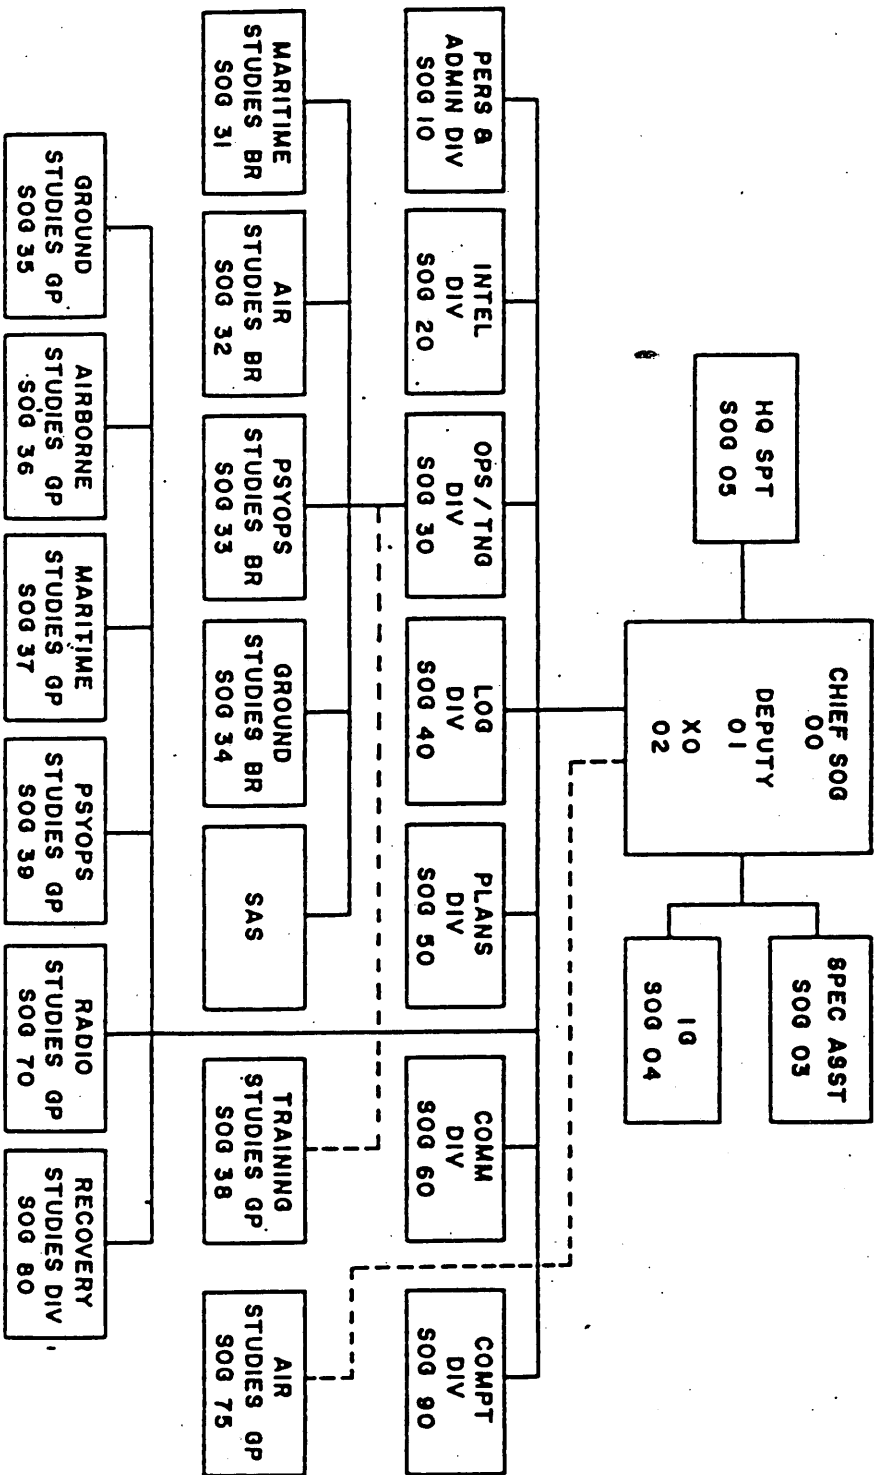 CHIEF SOG
00
DEPUTY
01
XO
02
HQ SPT
SOG 05
SPEC ASST
SOG 03
IG
SOG 04
PERS &
ADMIN DIV
SOG 10
INTEL
DIV
SOG 20
OPS/TNG
DIV
SOG 30
LOG
DIV
SOG 40
PLANS
DIV
SOG 50
COMM
DIV
SOG 60
COMPT
DIV
SOG 90
MARITIME
STUDIES BR
SOG 31
AIR
STUDIES BR
SOG 32
PSYOPS
STUDIES BR
SOG 33
GROUND
STUDIES BR
SOG 34
SAS
TRAINING
STUDIES GP
SOG 38
AIR
STUDIES GP
SOG 75
GROUND
STUDIES GP
SOG 35
AIRBORNE
STUDIES GP
SOG 36
MARITIME
STUDIES GP
SOG 37
PSYOPS
STUDIES GP
SOG 39
RADIO
STUDIES GP
SOG 70
RECOVERY
STUDIES DIV
SOG 80